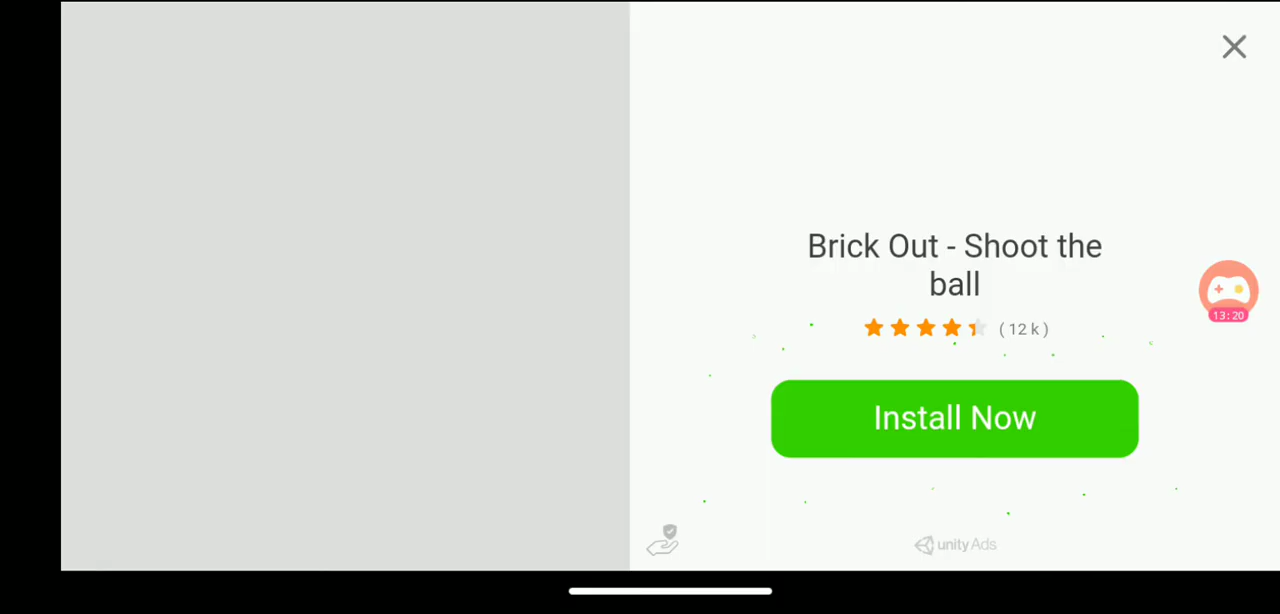 Brick Out - Shoot the
ball
( 12 k )
13:20
Install Now
unity Ads